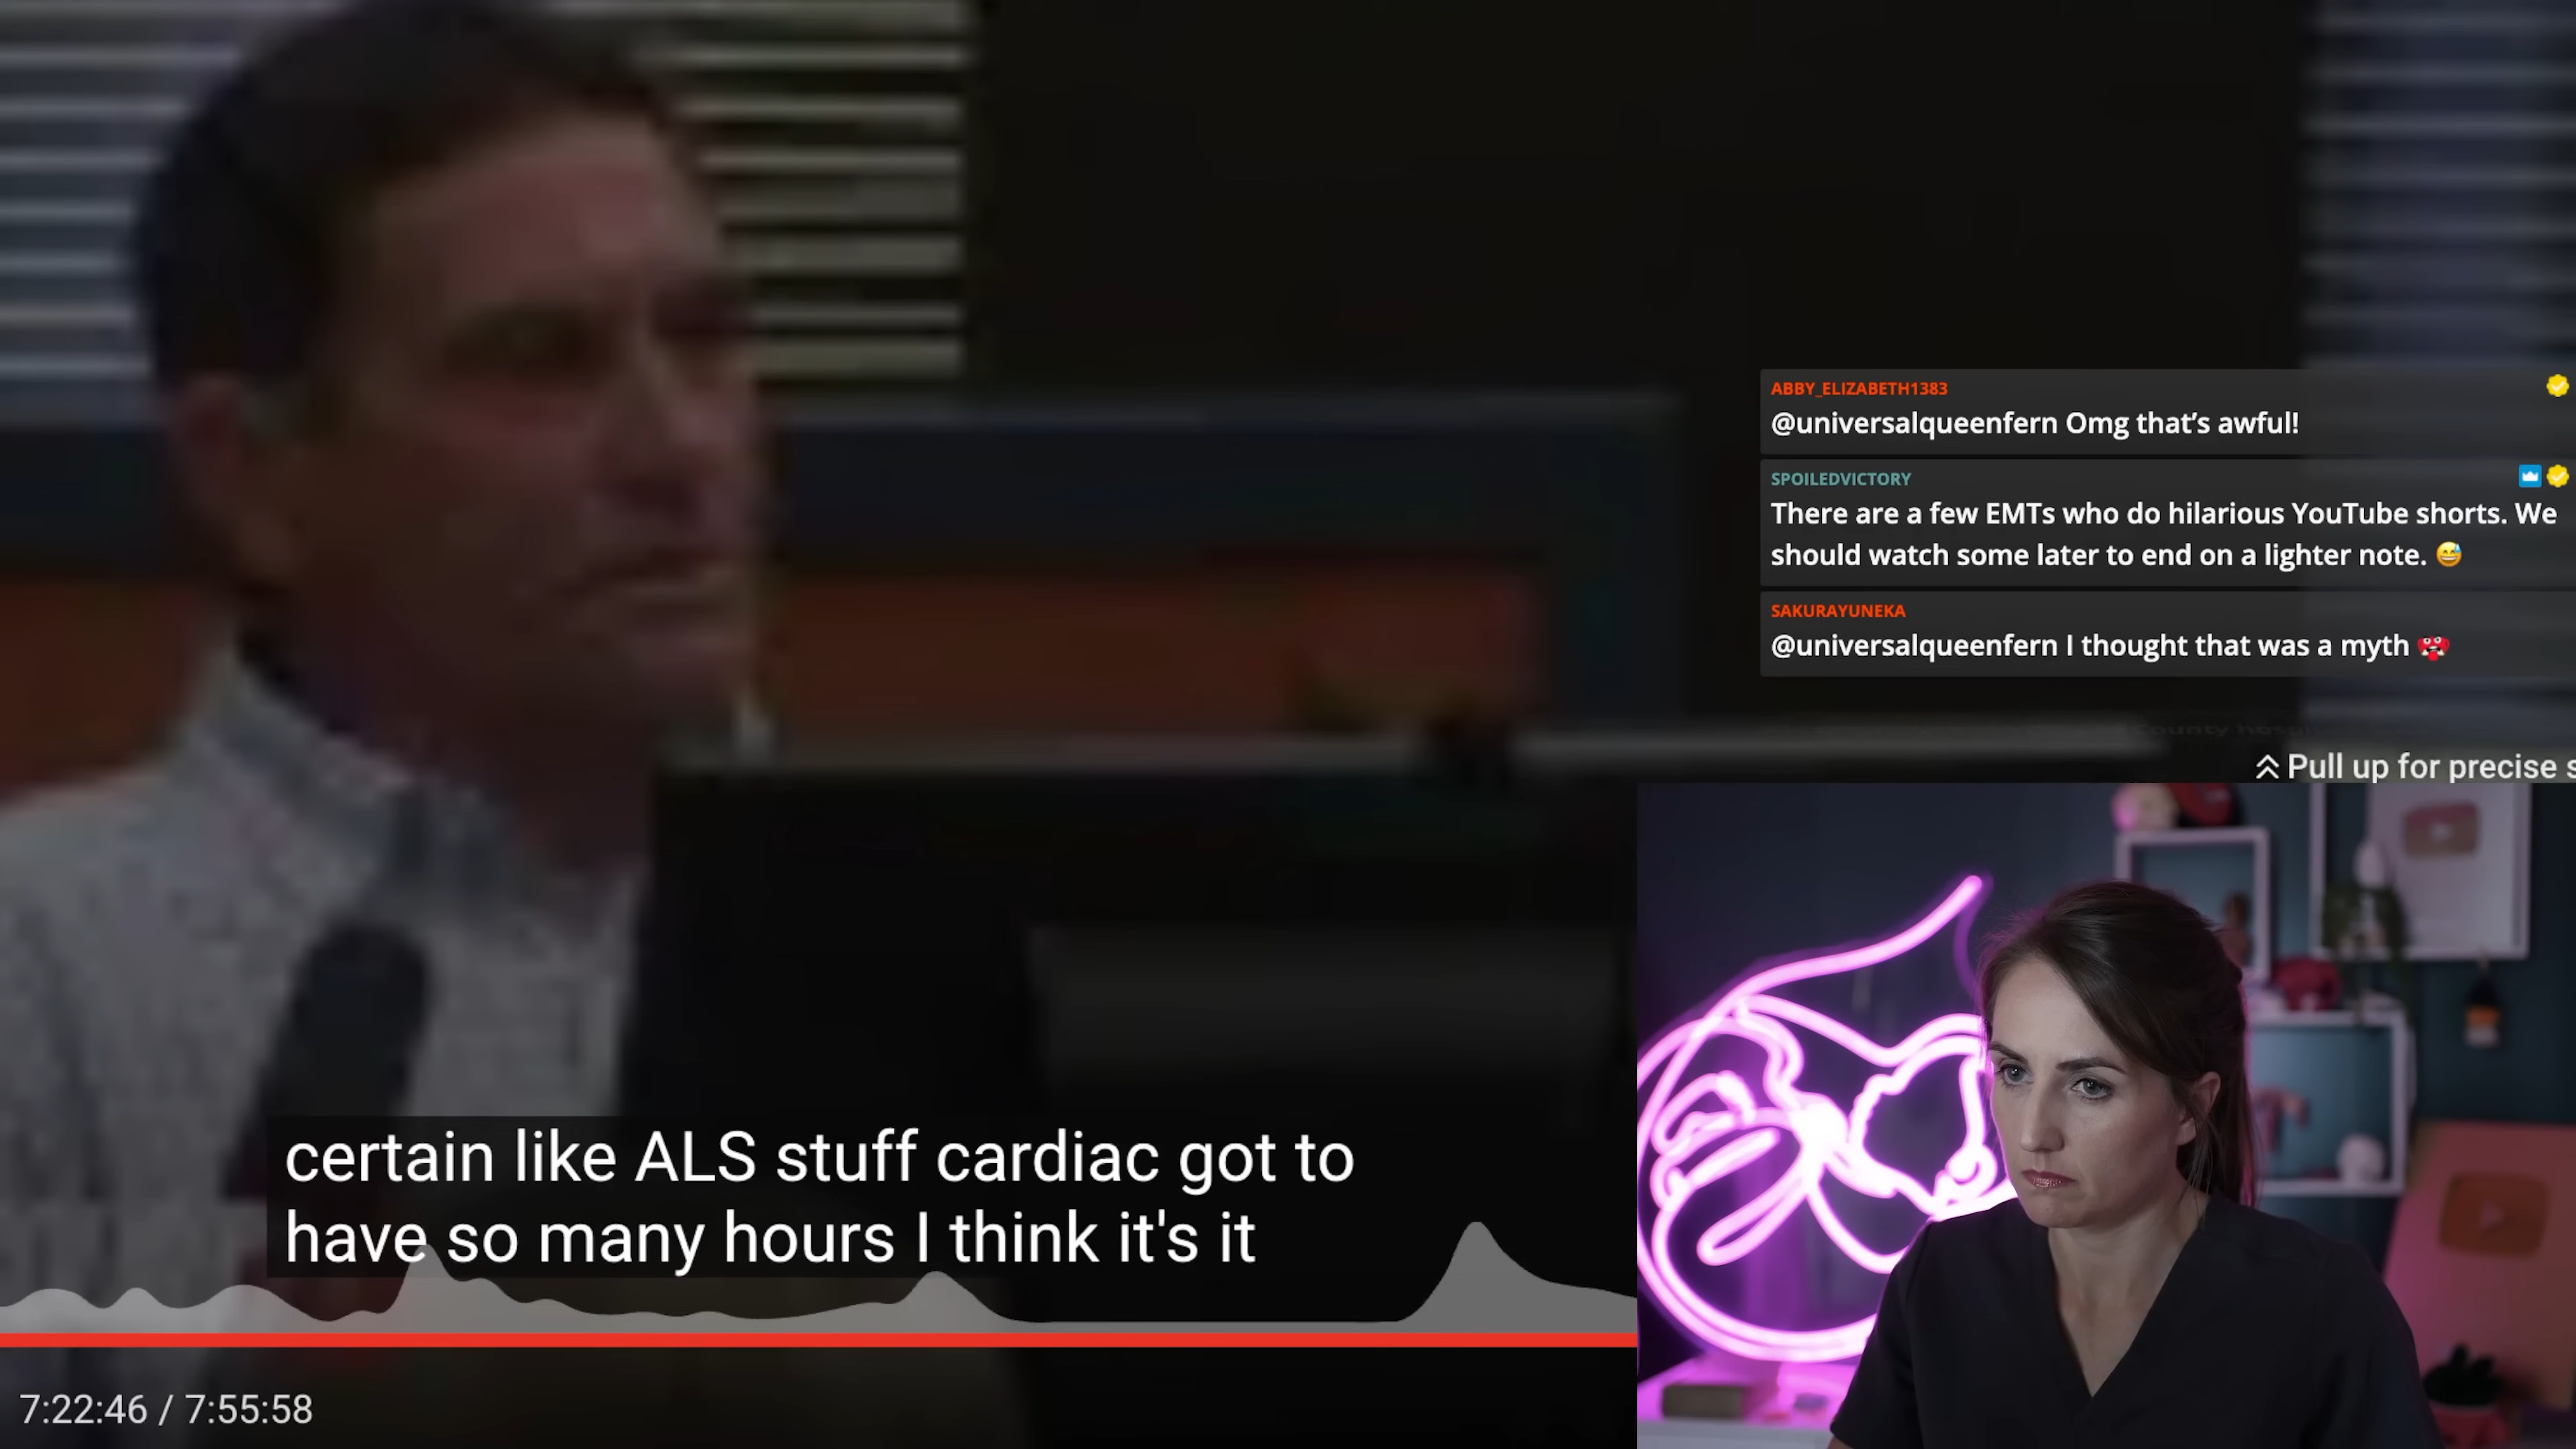 ABBY_ELIZABETH1383
@universalqueenfern Omg that's awful!
SPOILEDVICTORY
There are a few EMTs who do hilarious YouTube shorts. We
should watch some later to end on a lighter note. 😅
SAKURAYUNEKA
@universalqueenfern I thought that was a myth
County
Pull up for precise s
certain like ALS stuff cardiac got to
have so many hours I think it's it
7:22:46 / 7:55:58